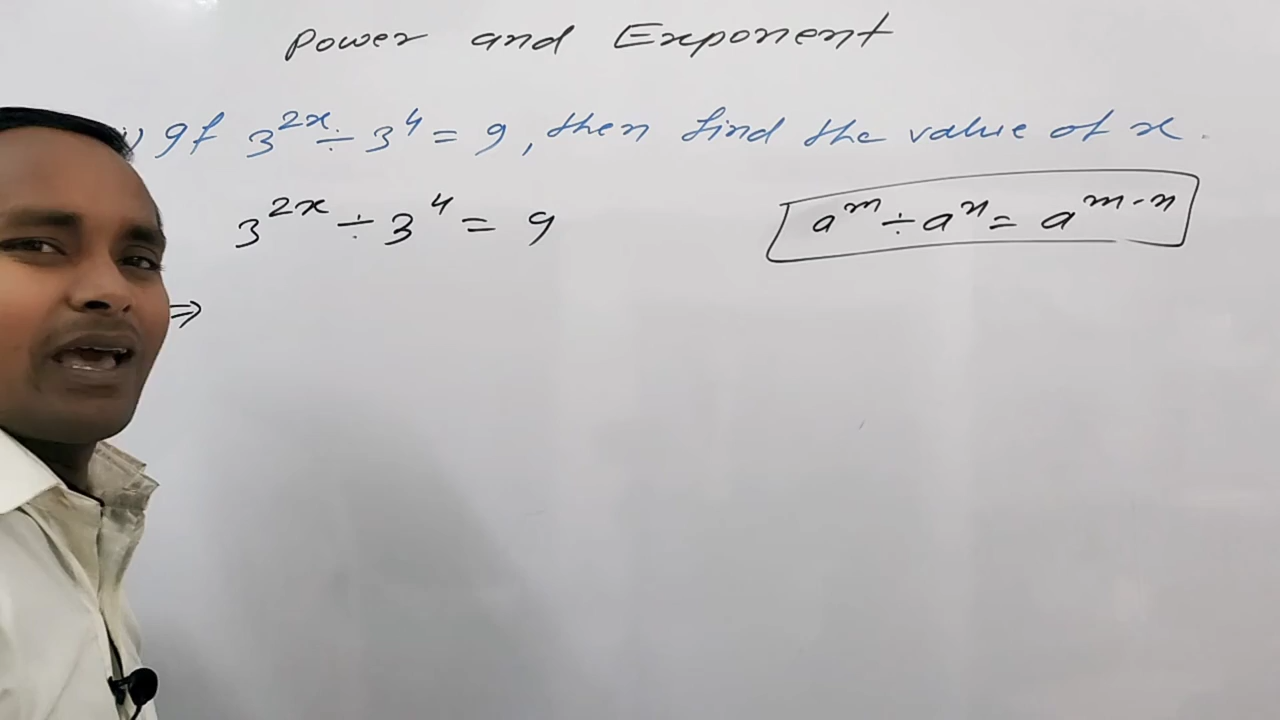 Power and Exponent
) If 3^{2x} ÷ 3^4 = 9, then find the value of x.
3^{2x} ÷ 3^4 = 9
a^m ÷ a^n = a^{m-n}
⇒